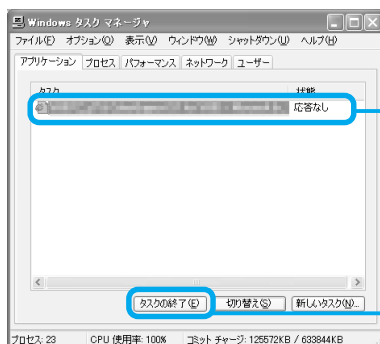 Windows タスク マネージャ
ファイル(F) オプション(O) 表示(V) ウィンドウ(W) シャットダウン(U) ヘルプ(H)
アプリケーション プロセス パフォーマンス ネットワーク ユーザー
タスク 状態
応答なし
タスクの終了(E) 切り替え(S) 新しいタスク(N)...
プロセス: 23 CPU 使用率: 100% コミット チャージ: 125572KB / 633844KB